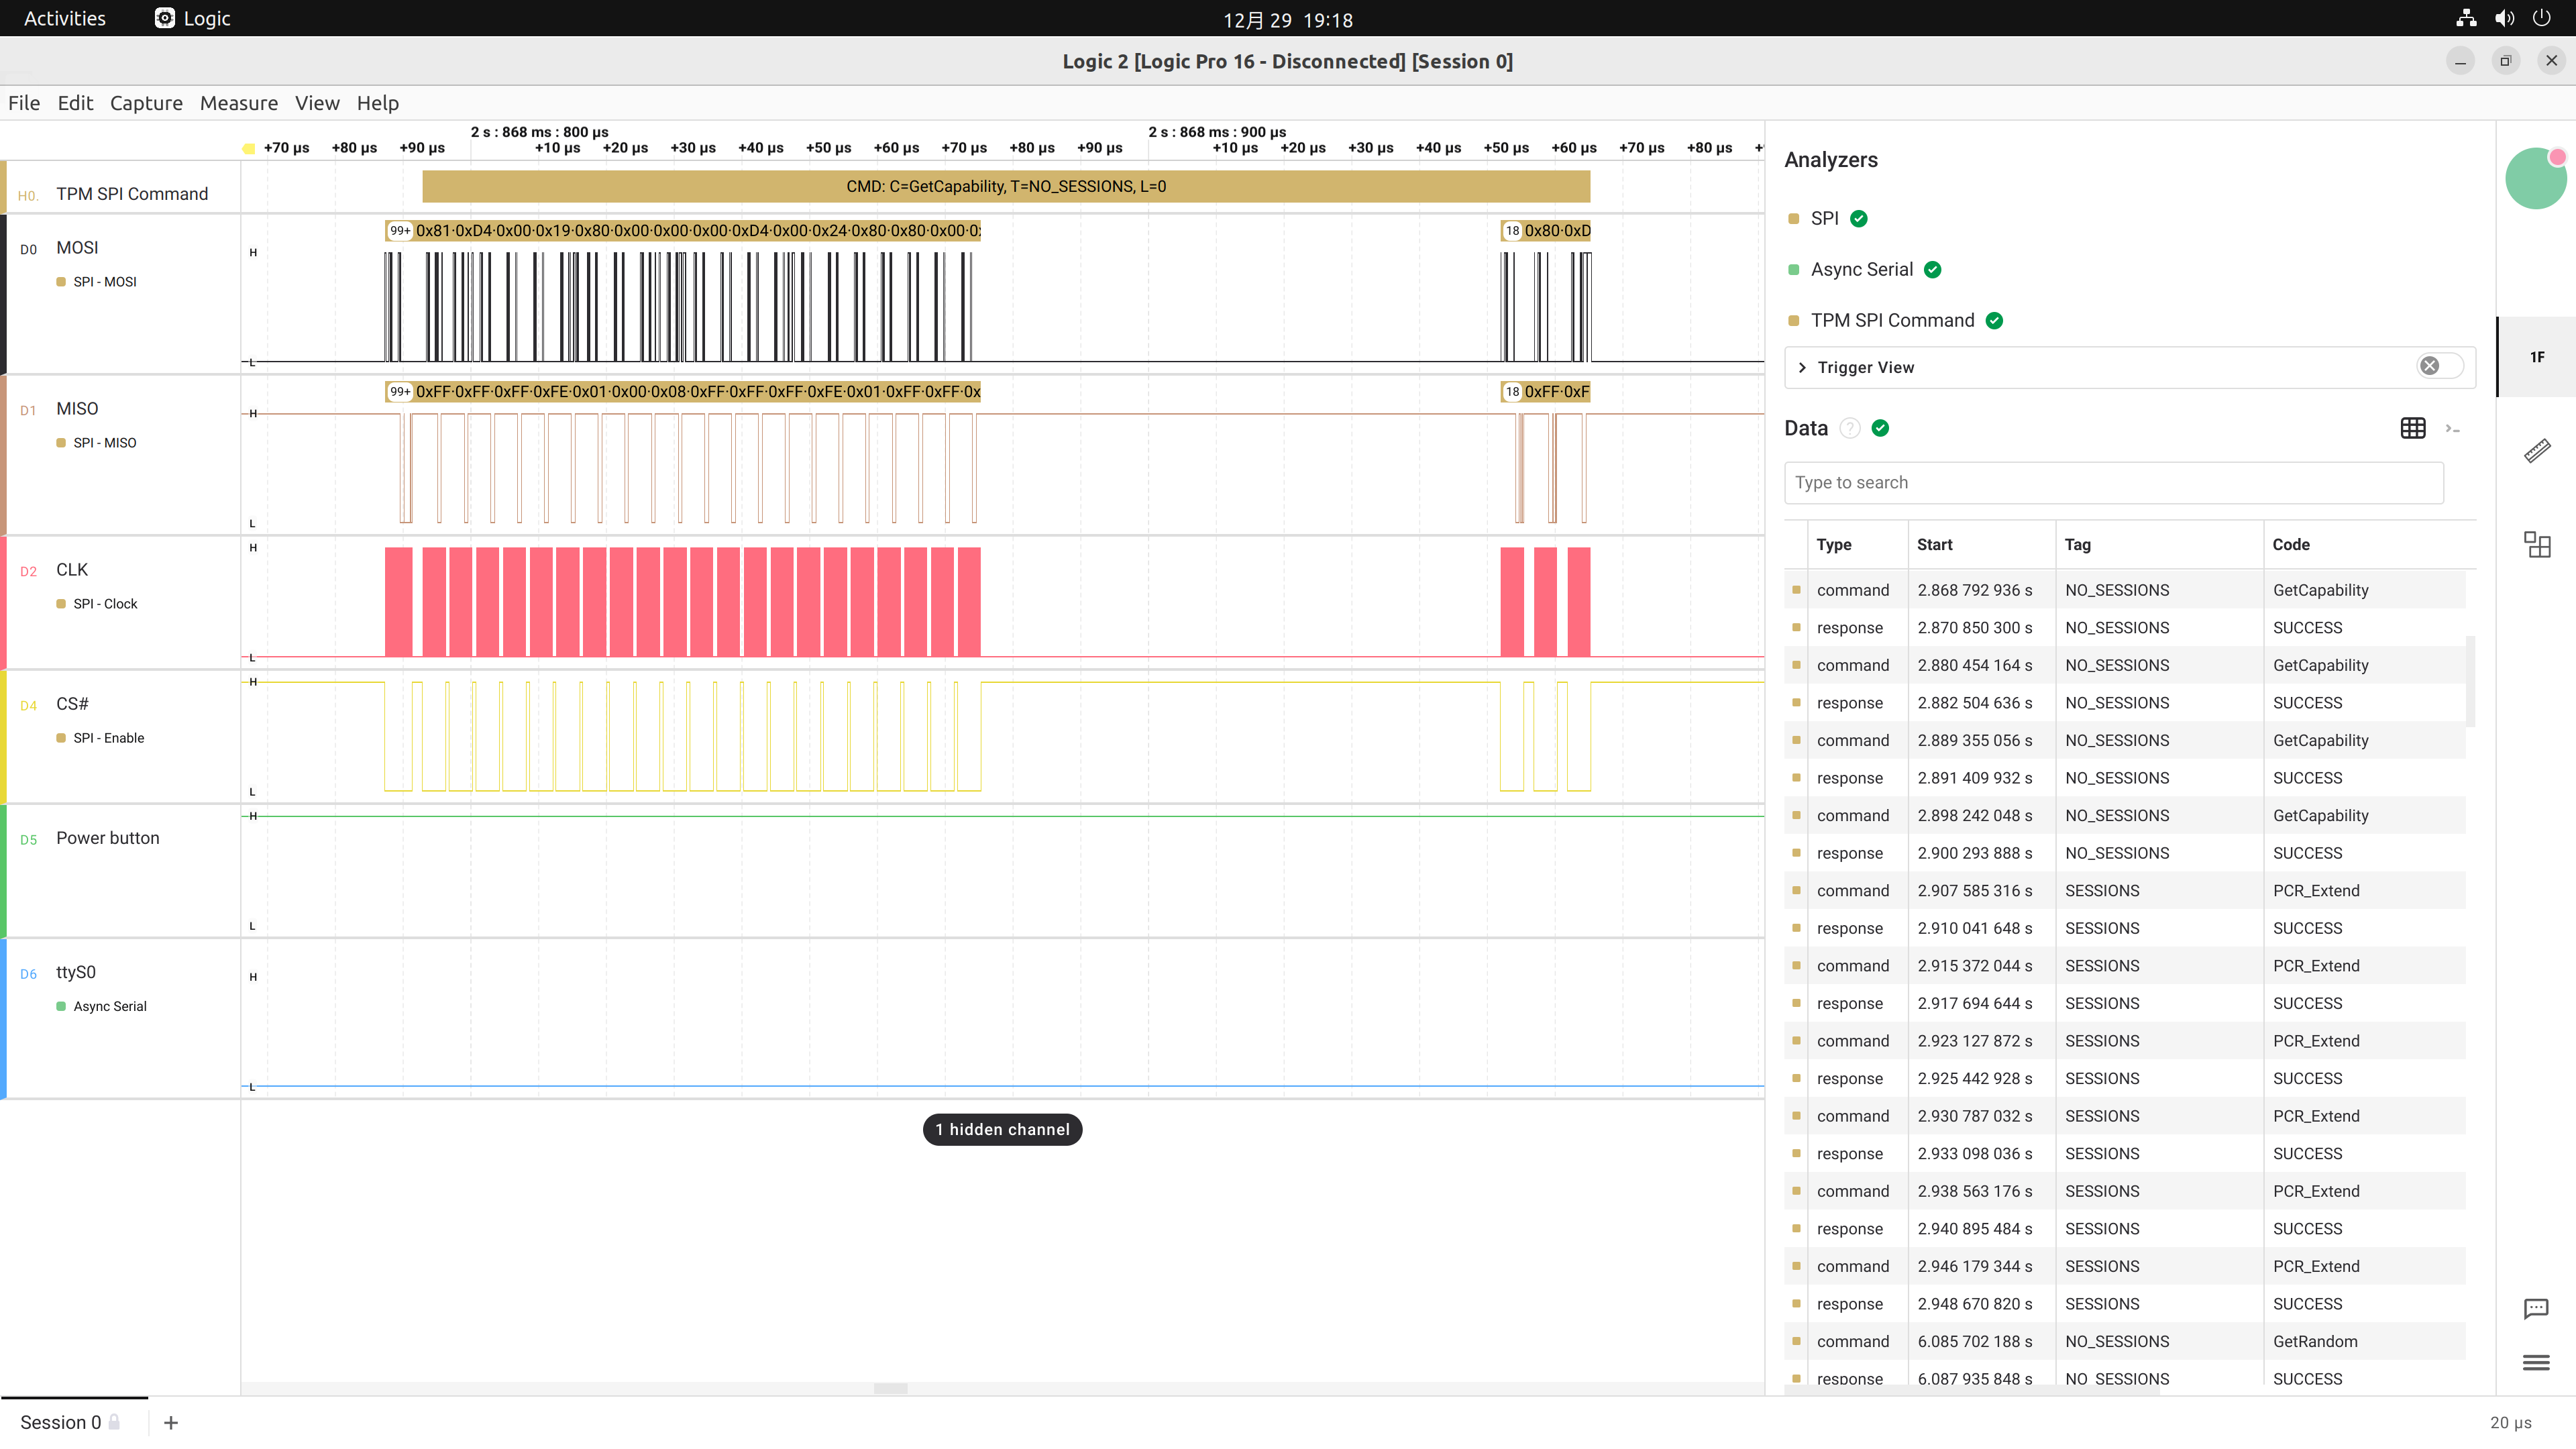 Activities Logic 12月 29 19:18
Logic 2 [Logic Pro 16 - Disconnected] [Session 0]
File Edit Capture Measure View Help
2 s : 868 ms : 800 µs 2 s : 868 ms : 900 µs
+70 µs +80 µs +90 µs +10 µs +20 µs +30 µs +40 µs +50 µs +60 µs +70 µs +80 µs +90 µs +10 µs +20 µs +30 µs +40 µs +50 µs +60 µs +70 µs +80 µs +
H0. TPM SPI Command
CMD: C=GetCapability, T=NO_SESSIONS, L=0
D0 MOSI
SPI - MOSI
99+ 0x81·0xD4·0x00·0x19·0x80·0x00·0x00·0x00·0xD4·0x00·0x24·0x80·0x80·0x00·0
18 0x80·0xD
H
L
D1 MISO
SPI - MISO
99+ 0xFF·0xFF·0xFF·0xFE·0x01·0x00·0x08·0xFF·0xFF·0xFF·0xFE·0x01·0xFF·0xFF·0x
18 0xFF·0xF
H
L
D2 CLK
SPI - Clock
H
L
D4 CS#
SPI - Enable
H
L
D5 Power button
H
L
D6 ttyS0
Async Serial
H
L
1 hidden channel
Analyzers
SPI
Async Serial
TPM SPI Command
Trigger View
Data ? >_
Type to search
Type Start Tag Code
command 2.868 792 936 s NO_SESSIONS GetCapability
response 2.870 850 300 s NO_SESSIONS SUCCESS
command 2.880 454 164 s NO_SESSIONS GetCapability
response 2.882 504 636 s NO_SESSIONS SUCCESS
command 2.889 355 056 s NO_SESSIONS GetCapability
response 2.891 409 932 s NO_SESSIONS SUCCESS
command 2.898 242 048 s NO_SESSIONS GetCapability
response 2.900 293 888 s NO_SESSIONS SUCCESS
command 2.907 585 316 s SESSIONS PCR_Extend
response 2.910 041 648 s SESSIONS SUCCESS
command 2.915 372 044 s SESSIONS PCR_Extend
response 2.917 694 644 s SESSIONS SUCCESS
command 2.923 127 872 s SESSIONS PCR_Extend
response 2.925 442 928 s SESSIONS SUCCESS
command 2.930 787 032 s SESSIONS PCR_Extend
response 2.933 098 036 s SESSIONS SUCCESS
command 2.938 563 176 s SESSIONS PCR_Extend
response 2.940 895 484 s SESSIONS SUCCESS
command 2.946 179 344 s SESSIONS PCR_Extend
response 2.948 670 820 s SESSIONS SUCCESS
command 6.085 702 188 s NO_SESSIONS GetRandom
response 6.087 935 848 s NO_SESSIONS SUCCESS
1F
Session 0 +
20 µs